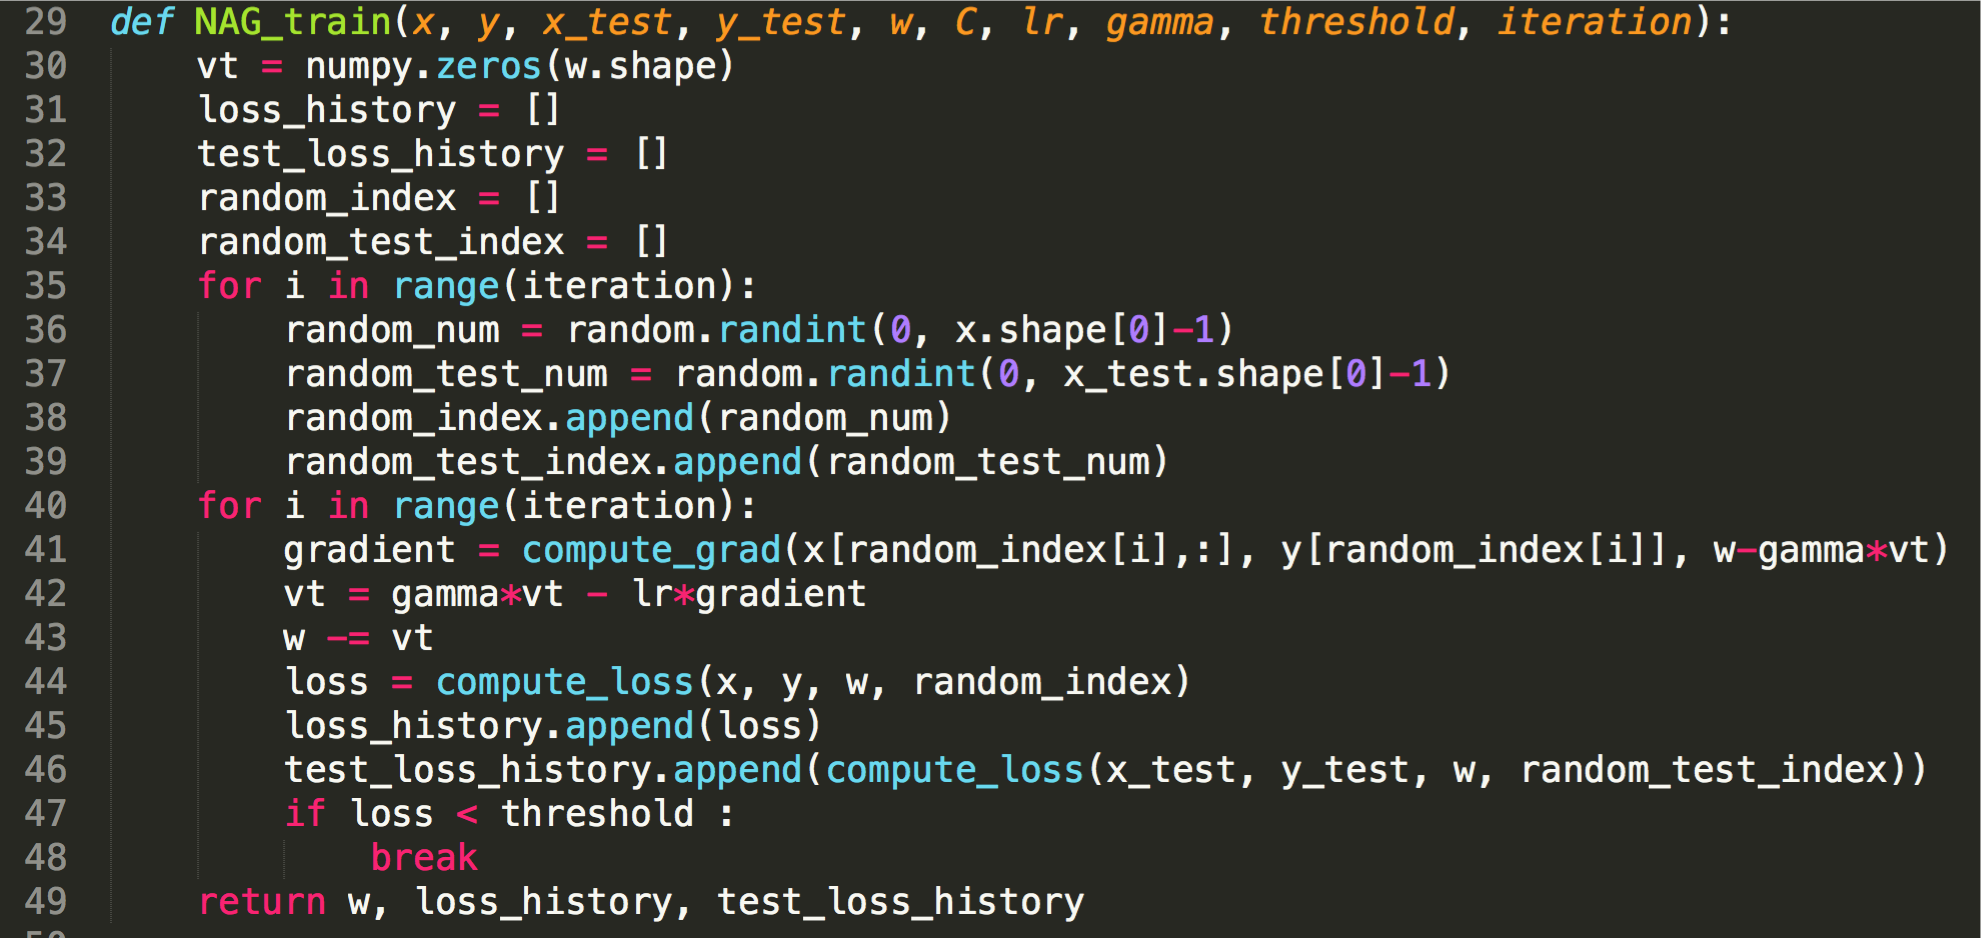 29 def NAG_train(x, y, x_test, y_test, w, C, lr, gamma, threshold, iteration):
30 vt = numpy.zeros(w.shape)
31 loss_history = []
32 test_loss_history = []
33 random_index = []
34 random_test_index = []
35 for i in range(iteration):
36 random_num = random.randint(0, x.shape[0]-1)
37 random_test_num = random.randint(0, x_test.shape[0]-1)
38 random_index.append(random_num)
39 random_test_index.append(random_test_num)
40 for i in range(iteration):
41 gradient = compute_grad(x[random_index[i],:], y[random_index[i]], w-gamma*vt)
42 vt = gamma*vt - lr*gradient
43 w -= vt
44 loss = compute_loss(x, y, w, random_index)
45 loss_history.append(loss)
46 test_loss_history.append(compute_loss(x_test, y_test, w, random_test_index))
47 if loss < threshold :
48 break
49 return w, loss_history, test_loss_history